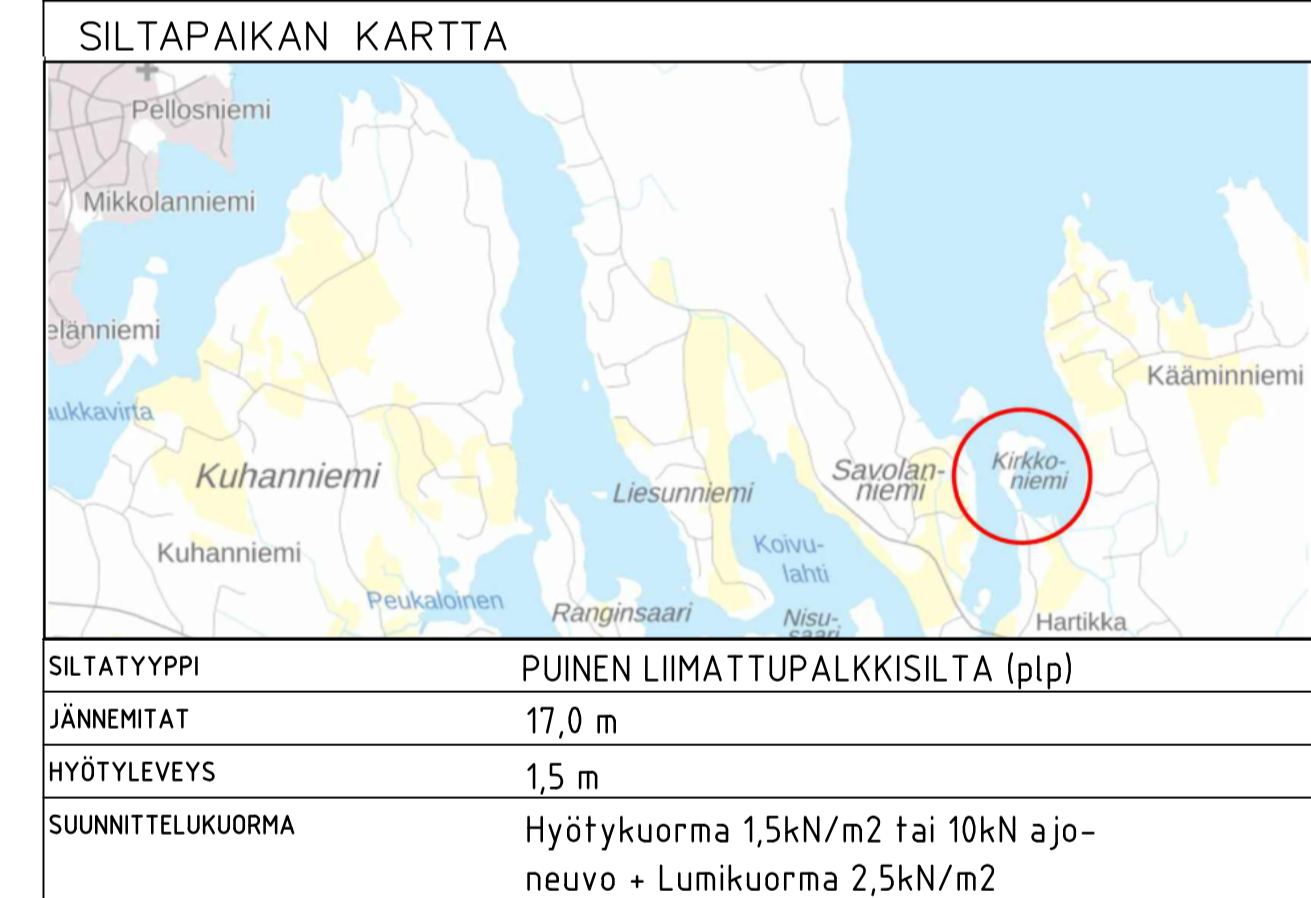 SILTAPAIKAN KARTTA
Pellosniemi
Mikkolanniemi
elänniemi
Kääminniemi
aukkavirta
Kuhanniemi
Savolan-
niemi
Kirkko-
niemi
Liesunniemi
Kuhanniemi
Koivu-
lahti
Peukaloinen
Ranginsaari
Nisu-
saari
Hartikka
SILTATYYPPI PUINEN LIIMATTUPALKKISILTA (plp)
JÄNNEMITAT 17,0 m
HYÖTYLEVEYS 1,5 m
SUUNNITTELUKUORMA Hyötykuorma 1,5kN/m2 tai 10kN ajo-
neuvo + Lumikuorma 2,5kN/m2